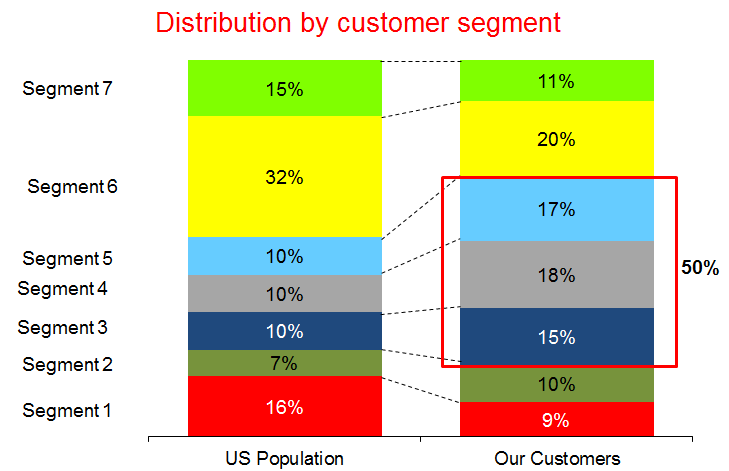 Distribution by customer segment
Segment 7
15%
11%
Segment 6
32%
20%
Segment 5
10%
17%
Segment 4
10%
18%
50%
Segment 3
10%
15%
Segment 2
7%
10%
Segment 1
16%
9%
US Population
Our Customers